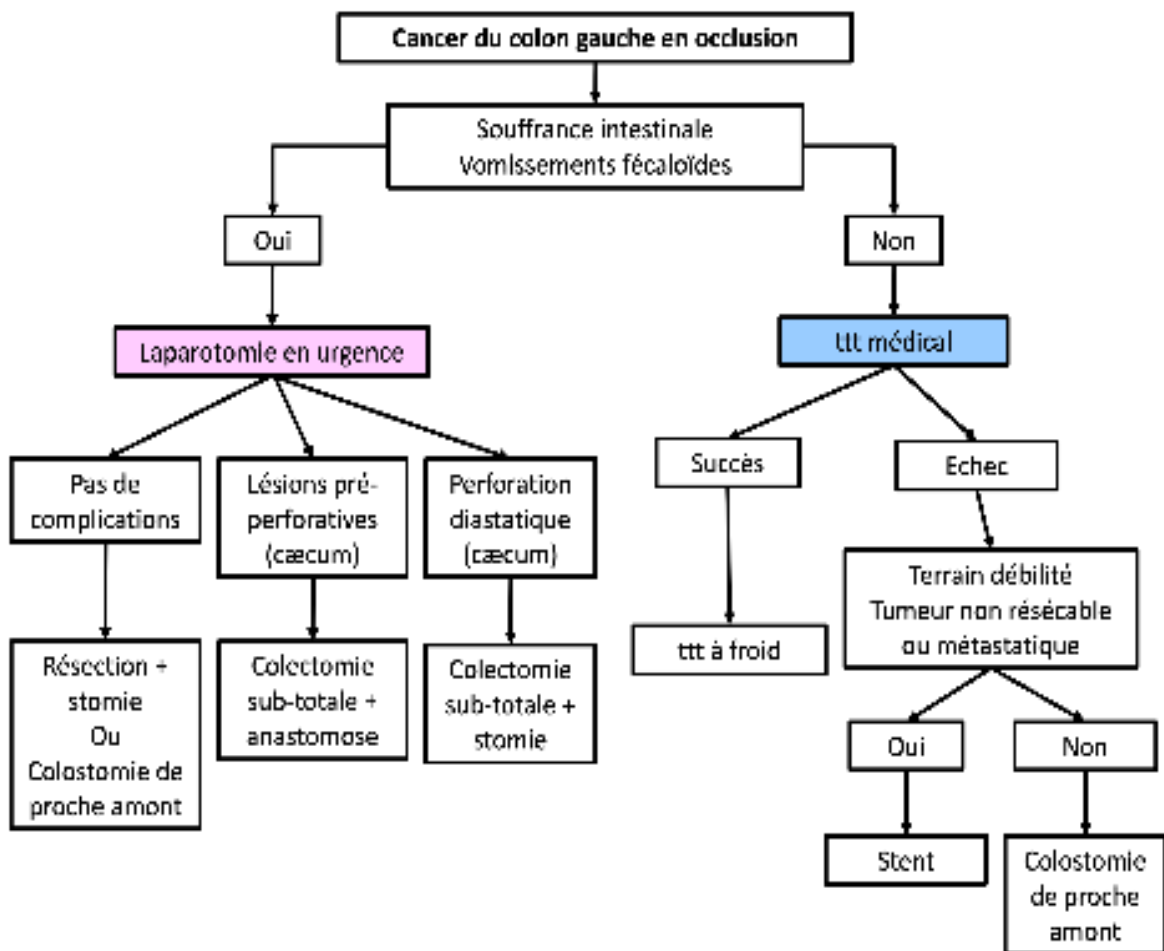 Cancer du colon gauche en occlusion
Souffrance intestinale
Vomissements fécaloïdes
Oui
Non
Laparotomie en urgence
ttt médical
Pas de
complications
Lésions pré-
perforatives
(cæcum)
Perforation
diastatique
(cæcum)
Succès
Echec
Résection +
stomie
Ou
Colostomie de
proche amont
Colectomie
sub-totale +
anastomose
Colectomie
sub-totale +
stomie
ttt à froid
Terrain débilité
Tumeur non résécable
ou métastatique
Oui
Non
Stent
Colostomie
de proche
amont